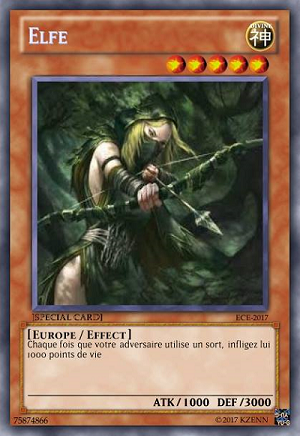 Elfe
DIVINE
神
[SPECIAL CARD]
ECE-2017
[Europe / Effect]
Chaque fois que votre adversaire utilise un sort, infligez lui
1000 points de vie
ATK/1000 DEF/3000
75874866
©2017 KZENN